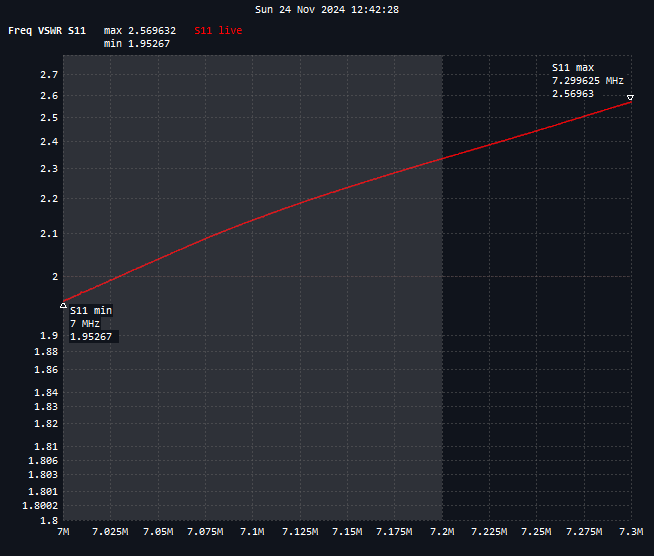 Sun 24 Nov 2024 12:42:28
Freq VSWR S11 max 2.569632 S11 live
min 1.95267
S11 max
7.299625 MHz
2.56963
2.7
2.6
2.5
2.4
2.3
2.2
2.1
2
S11 min
7 MHz
1.95267
1.9
1.88
1.86
1.84
1.83
1.82
1.81
1.806
1.803
1.801
1.8002
1.8
7M 7.025M 7.05M 7.075M 7.1M 7.125M 7.15M 7.175M 7.2M 7.225M 7.25M 7.275M 7.3M